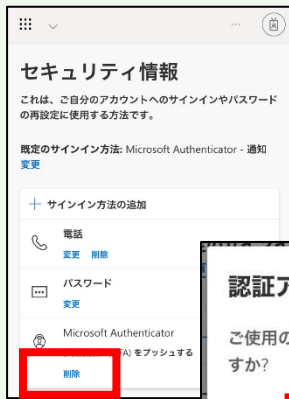 セキュリティ情報
これは、ご自分のアカウントへのサインインやパスワード
の再設定に使用する方法です。
既定のサインイン方法: Microsoft Authenticator - 通知
変更
サインイン方法の追加
電話
変更 削除
パスワード
変更
Microsoft Authenticator
(MFA) をプッシュする
削除
認証ア
ご使用の
すか?